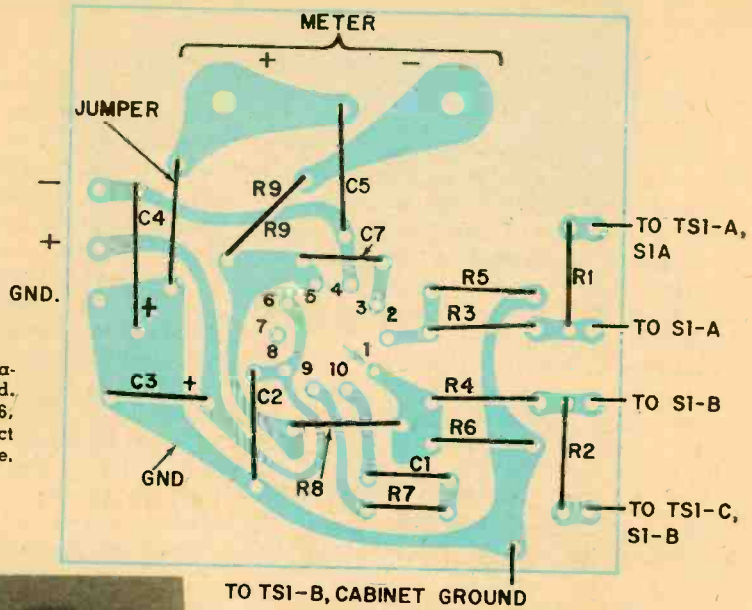 METER
+ −
JUMPER
−
C4
R9
R9
C5
+
C7
TO TS1-A,
S1A
GND.
+
6 5 4
3
2
R5
R1
7
R3
TO S1-A
8
9 10
1
a-
d.
6,
ct
e.
C3 +
C2
R4
TO S1-B
R6
R2
GND
R8
C1
R7
TO TS1-C,
S1-B
TO TS1-B, CABINET GROUND